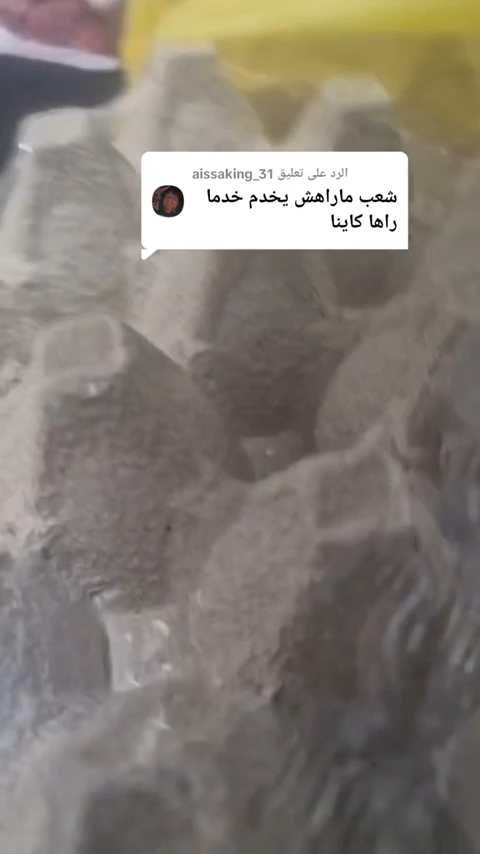 الرد على تعليق aissaking_31
شعب ماراهش يخدم خدما
راها كاينا